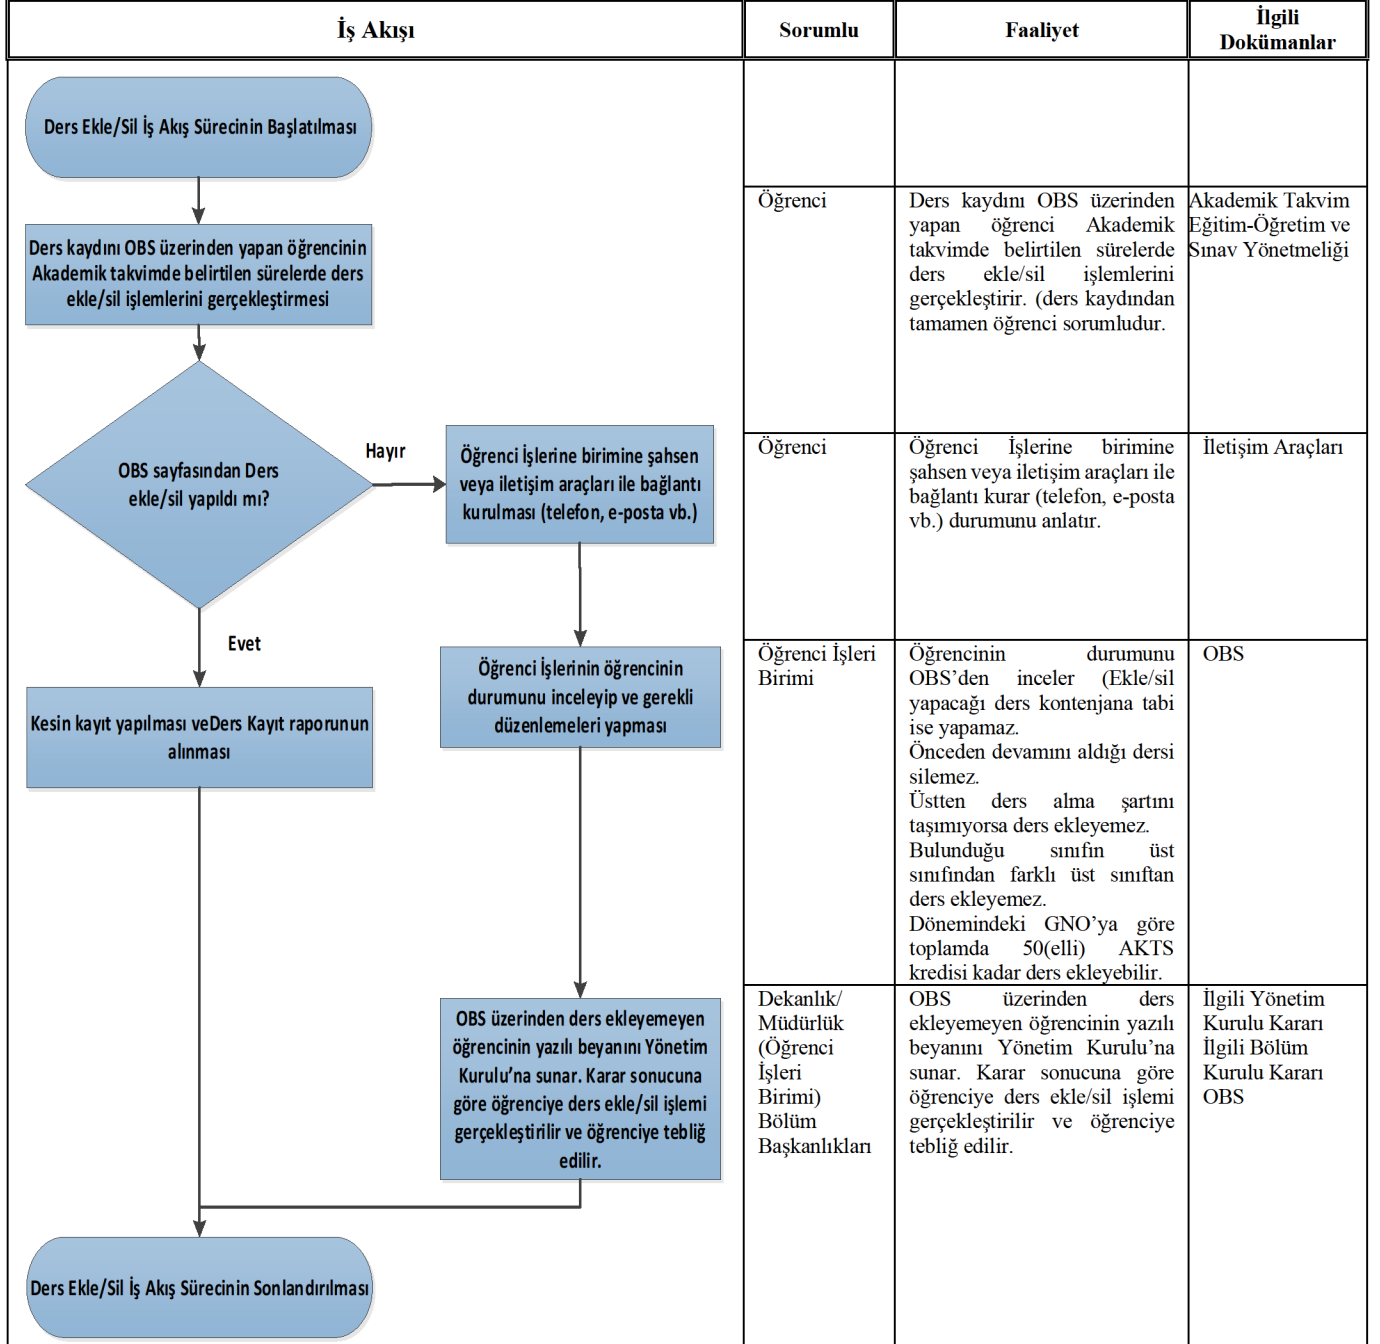 İş Akışı
Sorumlu
Faaliyet
İlgili
Dokümanlar
Ders Ekle/Sil İş Akış Sürecinin Başlatılması
Ders kaydını OBS üzerinden yapan öğrencinin
Akademik takvimde belirtilen sürelerde ders
ekle/sil işlemlerini gerçekleştirmesi
Öğrenci
Ders kaydını OBS üzerinden
yapan öğrenci Akademik
takvimde belirtilen sürelerde
ders ekle/sil işlemlerini
gerçekleştirir. (ders kaydından
tamamen öğrenci sorumludur.
Akademik Takvim
Eğitim-Öğretim ve
Sınav Yönetmeliği
OBS sayfasından Ders
ekle/sil yapıldı mı?
Hayır
Evet
Öğrenci İşlerine birimine şahsen
veya iletişim araçları ile bağlantı
kurulması (telefon, e-posta vb.)
Öğrenci
Öğrenci İşlerine birimine
şahsen veya iletişim araçları ile
bağlantı kurar (telefon, e-posta
vb.) durumunu anlatır.
İletişim Araçları
Kesin kayıt yapılması veDers Kayıt raporunun
alınması
Öğrenci İşlerinin öğrencinin
durumunu inceleyip ve gerekli
düzenlemeleri yapması
Öğrenci İşleri
Birimi
Öğrencinin durumunu
OBS’den inceler (Ekle/sil
yapacağı ders kontenjana tabi
ise yapamaz.
Önceden devamını aldığı dersi
silemez.
Üstten ders alma şartını
taşımıyorsa ders ekleyemez.
Bulunduğu sınıfın üst
sınıfından farklı üst sınıftan
ders ekleyemez.
Dönemindeki GNO’ya göre
toplamda 50(elli) AKTS
kredisi kadar ders ekleyebilir.
OBS
OBS üzerinden ders ekleyemeyen
öğrencinin yazılı beyanını Yönetim
Kurulu’na sunar. Karar sonucuna
göre öğrenciye ders ekle/sil işlemi
gerçekleştirilir ve öğrenciye tebliğ
edilir.
Dekanlık/
Müdürlük
(Öğrenci
İşleri
Birimi)
Bölüm
Başkanlıkları
OBS üzerinden ders
ekleyemeyen öğrencinin yazılı
beyanını Yönetim Kurulu’na
sunar. Karar sonucuna göre
öğrenciye ders ekle/sil işlemi
gerçekleştirilir ve öğrenciye
tebliğ edilir.
İlgili Yönetim
Kurulu Kararı
İlgili Bölüm
Kurulu Kararı
OBS
Ders Ekle/Sil İş Akış Sürecinin Sonlandırılması